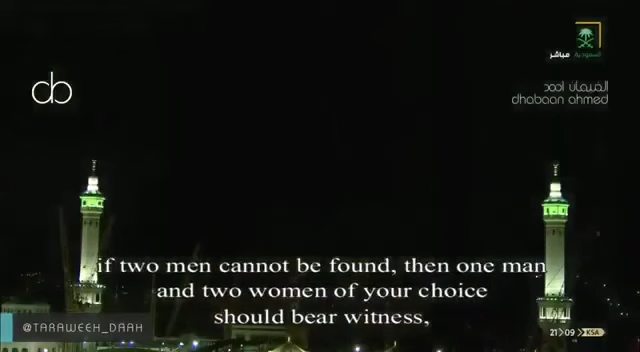 السعودية
مباشر
db
الضبعان احمد
dhabaan ahmed
if two men cannot be found, then one man
and two women of your choice
should bear witness,
@TARAWEEH_DAAH
21:09 KSA